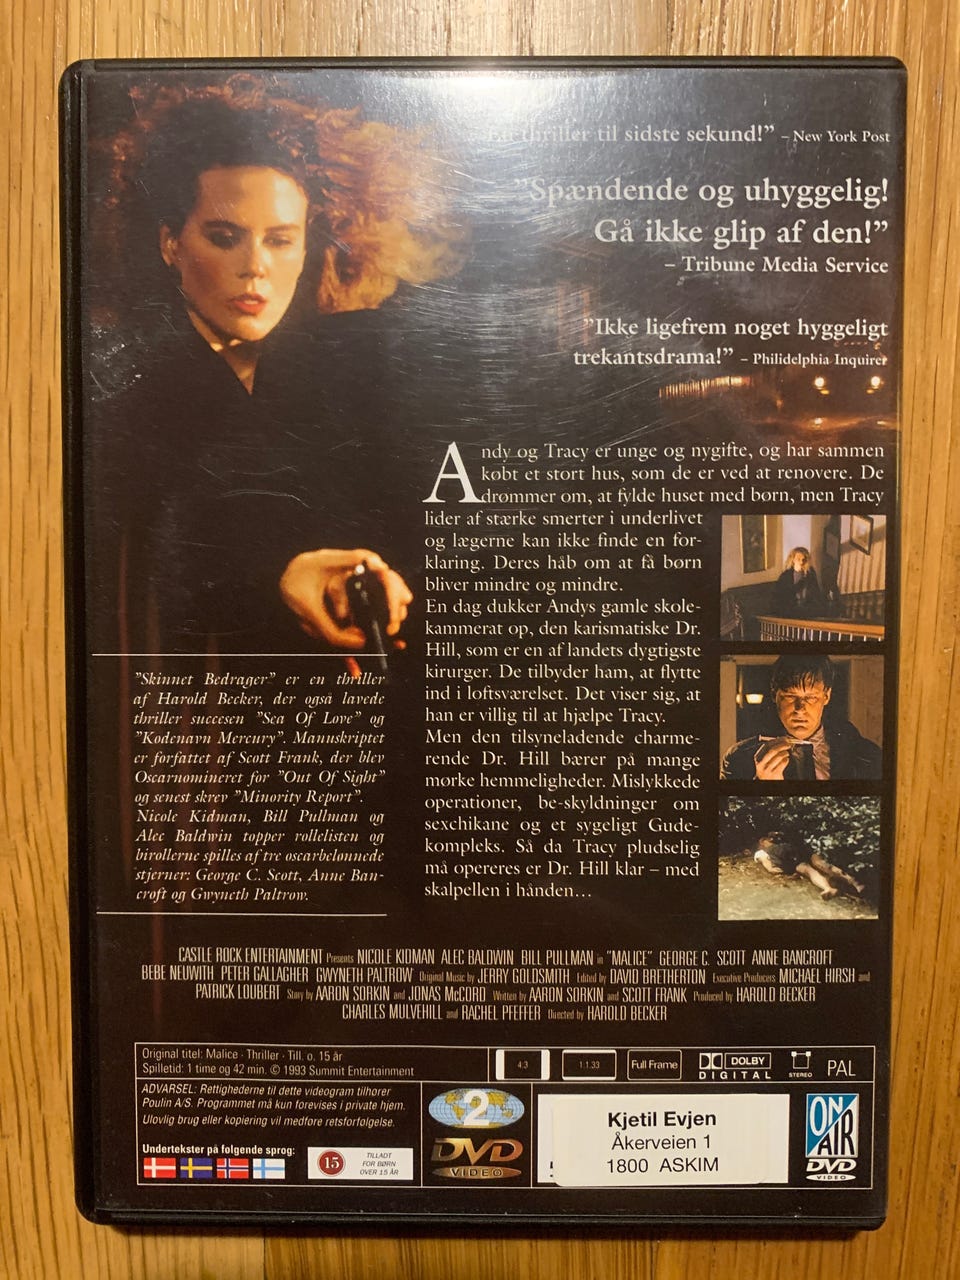 En thriller til sidste sekund!” – New York Post
”Spændende og uhyggelig!
Gå ikke glip af den!”
– Tribune Media Service
”Ikke ligefrem noget hyggeligt
trekantsdrama!” – Philidelphia Inquirer
Andy og Tracy er unge og nygifte, og har sammen
købt et stort hus, som de er ved at renovere. De
drømmer om, at fylde huset med børn, men Tracy
lider af stærke smerter i underlivet
og lægerne kan ikke finde en for-
klaring. Deres håb om at få børn
bliver mindre og mindre.
En dag dukker Andys gamle skole-
kammerat op, den karismatiske Dr.
Hill, som er en af landets dygtigste
kirurger. De tilbyder ham, at flytte
ind i loftsværelset. Det viser sig, at
han er villig til at hjælpe Tracy.
Men den tilsyneladende charme-
rende Dr. Hill bærer på mange
mørke hemmeligheder. Mislykkede
operationer, be-skyldninger om
sexchikane og et sygeligt Gude-
kompleks. Så da Tracy pludselig
må opereres er Dr. Hill klar – med
skalpellen i hånden...
”Skinnet Bedrager” er en thriller
af Harold Becker, der også lavede
thriller succesen ”Sea Of Love” og
”Kodenavn Mercury”. Manuskriptet
er forfattet af Scott Frank, der blev
Oscarnomineret for ”Out Of Sight”
og senest skrev ”Minority Report”.
Nicole Kidman, Bill Pullman og
Alec Baldwin topper rollelisten og
birollerne spilles af tre oscarbelønnede
stjerner: George C. Scott, Anne Ban-
croft og Gwyneth Paltrow.
CASTLE ROCK ENTERTAINMENT Presents NICOLE KIDMAN ALEC BALDWIN BILL PULLMAN in "MALICE" GEORGE C. SCOTT ANNE BANCROFT
BEBE NEUWITH PETER GALLAGHER GWYNETH PALTROW Original Music by JERRY GOLDSMITH Edited by DAVID BRETHERTON Executive Producers MICHAEL HIRSH and
PATRICK LOUBERT Story by AARON SORKIN and JONAS McCORD Written by AARON SORKIN and SCOTT FRANK Produced by HAROLD BECKER
CHARLES MULVEHILL and RACHEL PFEFFER Directed by HAROLD BECKER
Original titel: Malice · Thriller · Till. o. 15 år
Spilletid: 1 time og 42 min. © 1993 Summit Entertainment
4:3
1:1.33
Full Frame
DOLBY
DIGITAL
STEREO
PAL
ADVARSEL: Rettighederne til dette videogram tilhører
Poulin A/S. Programmet må kun forevises i private hjem.
Ulovlig brug eller kopiering vil medføre retsforfølgelse.
Undertekster på følgende sprog:
15
TILLADT
FOR BØRN
OVER 15 ÅR
2
DVD
VIDEO
Kjetil Evjen
Åkerveien 1
1800 ASKIM
ON
AIR
DVD
VIDEO